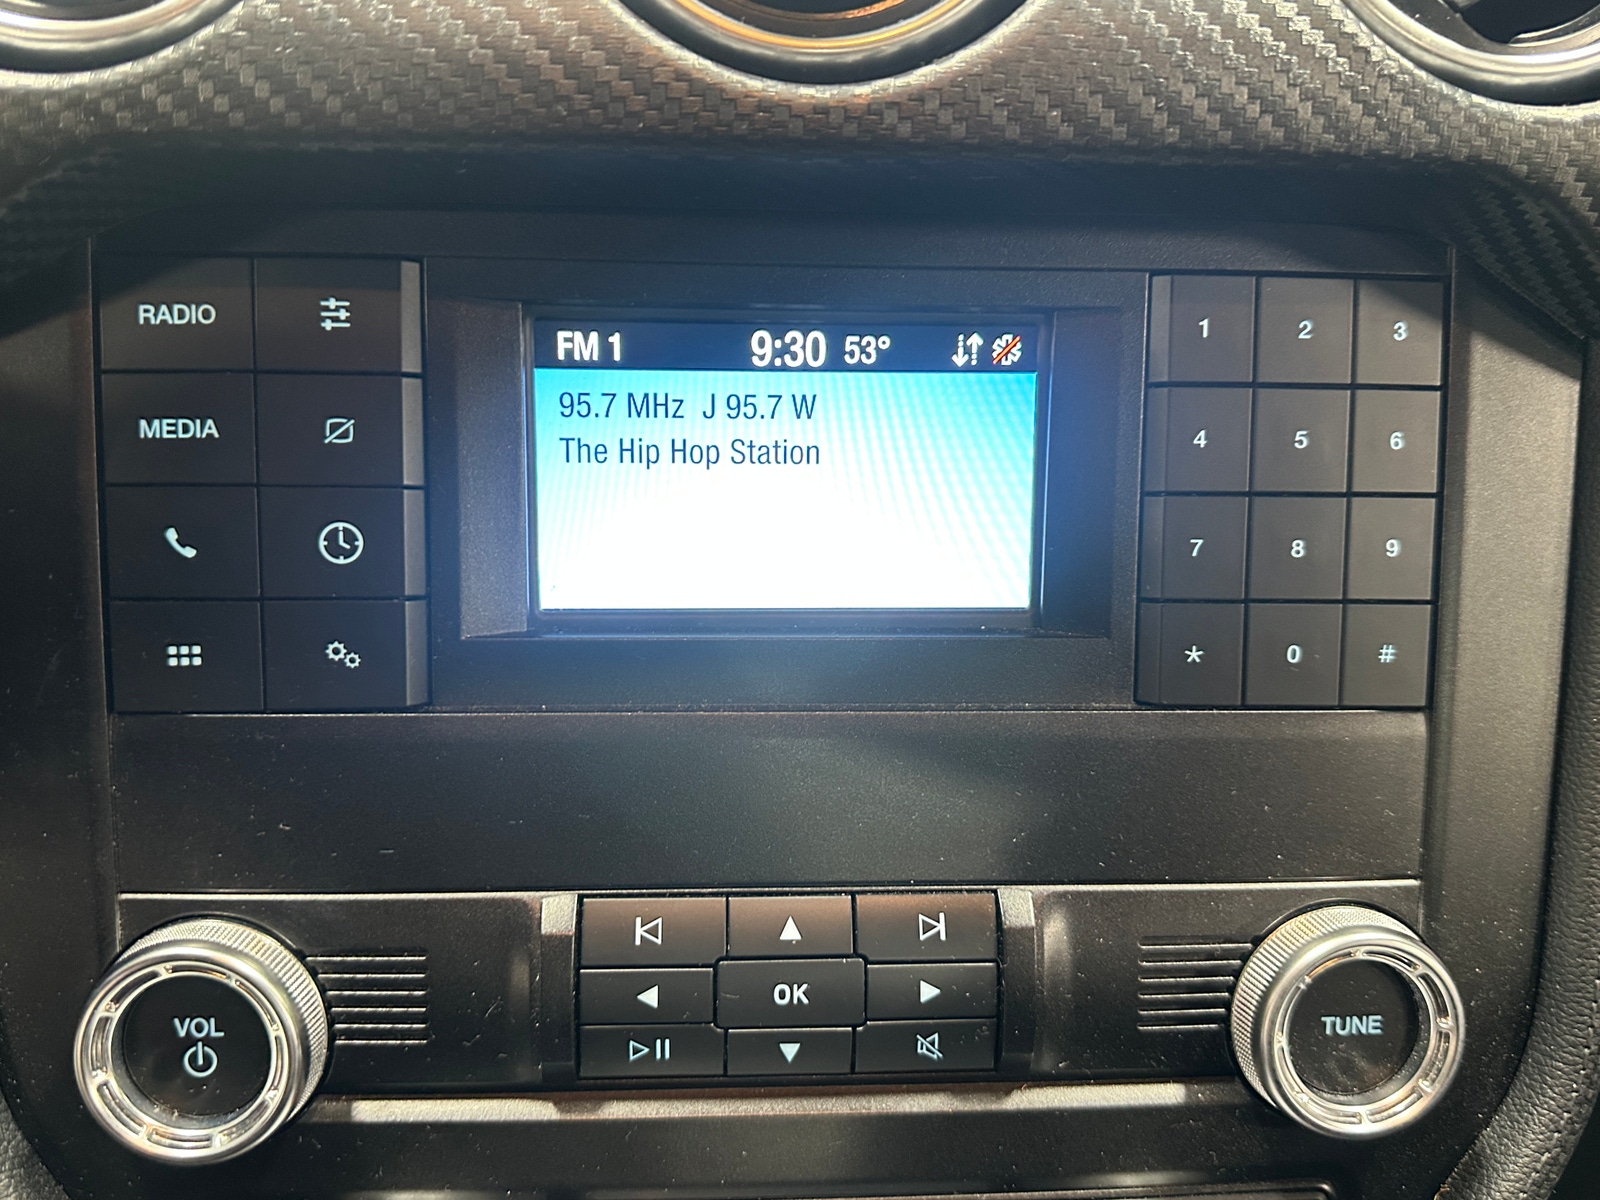 FM 1 9:30 53°
95.7 MHz J 95.7 W
The Hip Hop Station
RADIO
MEDIA
1 2 3
4 5 6
7 8 9
* 0 #
OK
VOL
TUNE